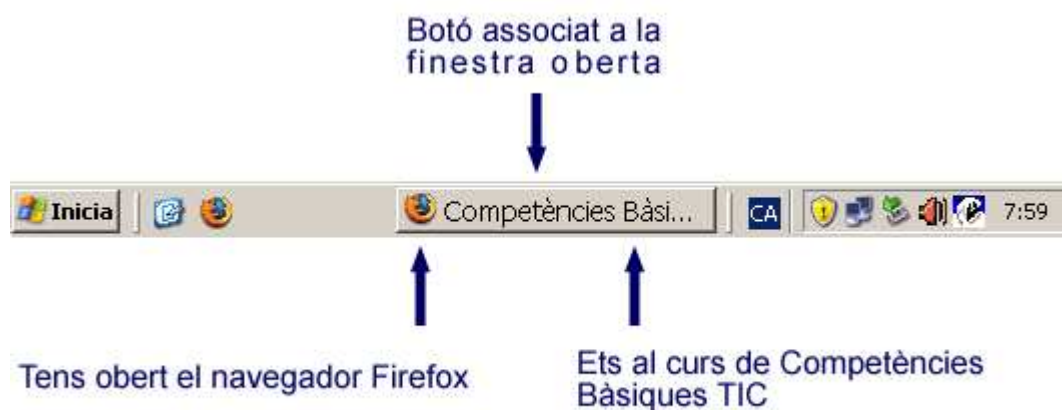 Botó associat a la
finestra oberta
Inicia Competències Bàsi... CA 7:59
Tens obert el navegador Firefox
Ets al curs de Competències
Bàsiques TIC